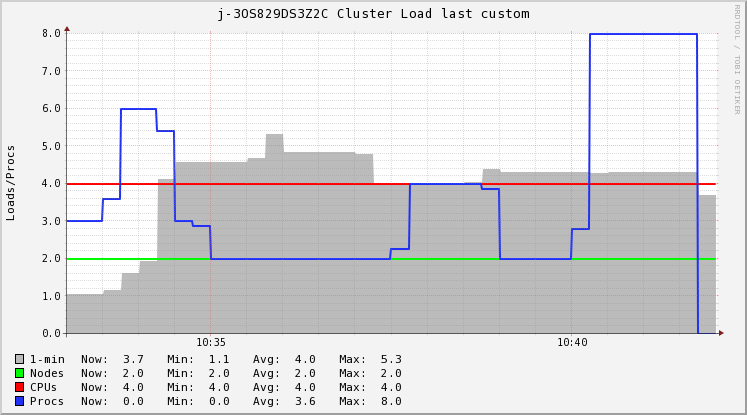 j-3OS829DS3Z2C Cluster Load last custom
RRDTOOL / TOBI OETIKER
Loads/Procs
8.0
7.0
6.0
5.0
4.0
3.0
2.0
1.0
0.0
10:35 10:40
1-min Now: 3.7 Min: 1.1 Avg: 4.0 Max: 5.3
Nodes Now: 2.0 Min: 2.0 Avg: 2.0 Max: 2.0
CPUs Now: 4.0 Min: 4.0 Avg: 4.0 Max: 4.0
Procs Now: 0.0 Min: 0.0 Avg: 3.6 Max: 8.0